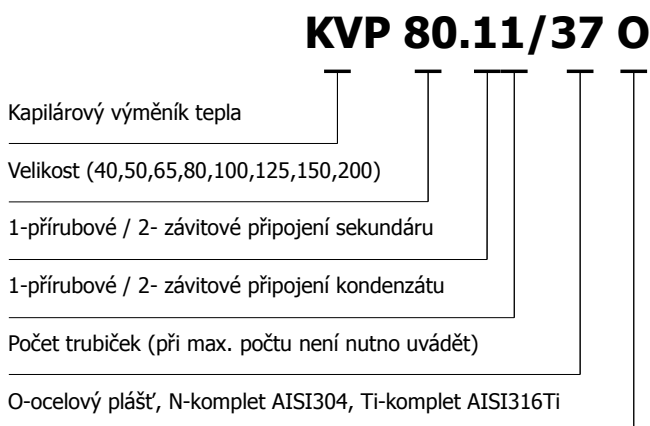 KVP 80.11/37 O
Kapilárový výměník tepla
Velikost (40,50,65,80,100,125,150,200)
1-přírubové / 2- závitové připojení sekundáru
1-přírubové / 2- závitové připojení kondenzátu
Počet trubiček (při max. počtu není nutno uvádět)
O-ocelový plášť, N-komplet AISI304, Ti-komplet AISI316Ti